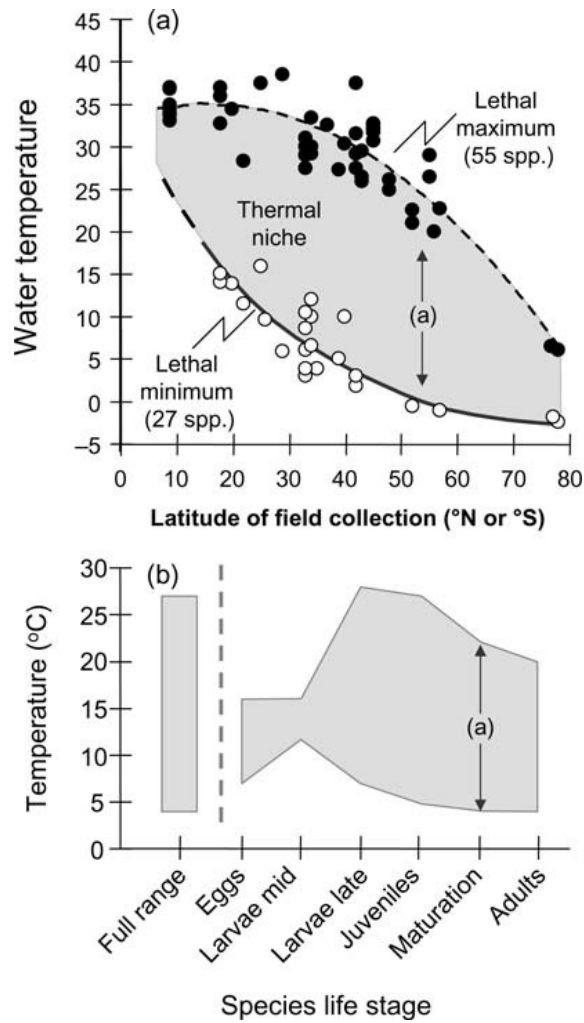 (a)
45
40
35
30
25
20
15
10
5
0
–5
Water temperature
Lethal
maximum
(55 spp.)
Thermal
niche
(a)
Lethal
minimum
(27 spp.)
0 10 20 30 40 50 60 70 80
Latitude of field collection (°N or °S)
(b)
30
25
20
15
10
5
0
Temperature (°C)
(a)
Full range
Eggs
Larvae mid
Larvae late
Juveniles
Maturation
Adults
Species life stage